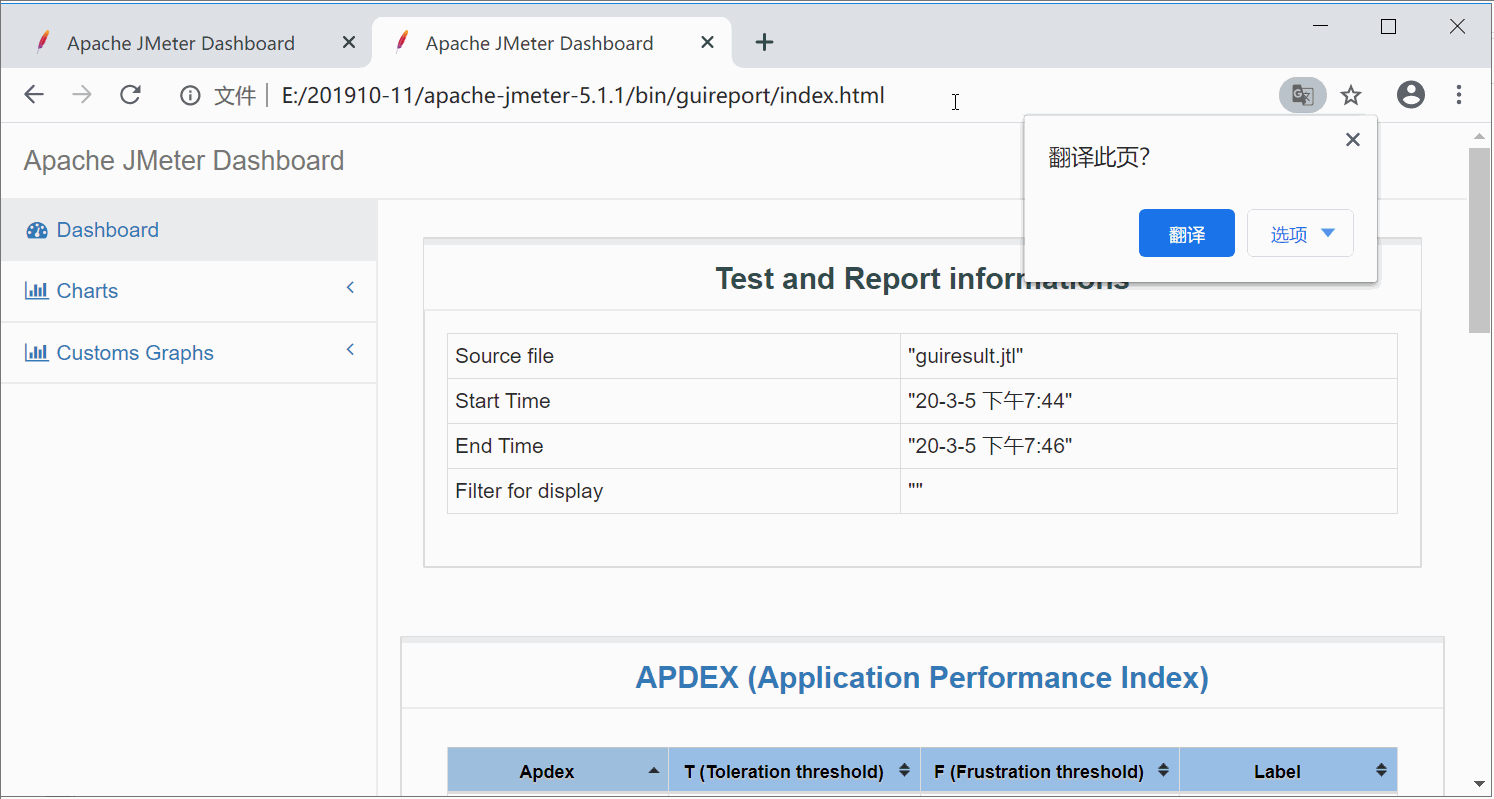 Apache JMeter Dashboard
Apache JMeter Dashboard
文件 E:/201910-11/apache-jmeter-5.1.1/bin/guireport/index.html
翻译此页?
翻译
选项
Apache JMeter Dashboard
Dashboard
Charts
Customs Graphs
Test and Report informations
Source file "guiresult.jtl"
Start Time "20-3-5 下午7:44"
End Time "20-3-5 下午7:46"
Filter for display ""
APDEX (Application Performance Index)
Apdex T (Toleration threshold) F (Frustration threshold) Label